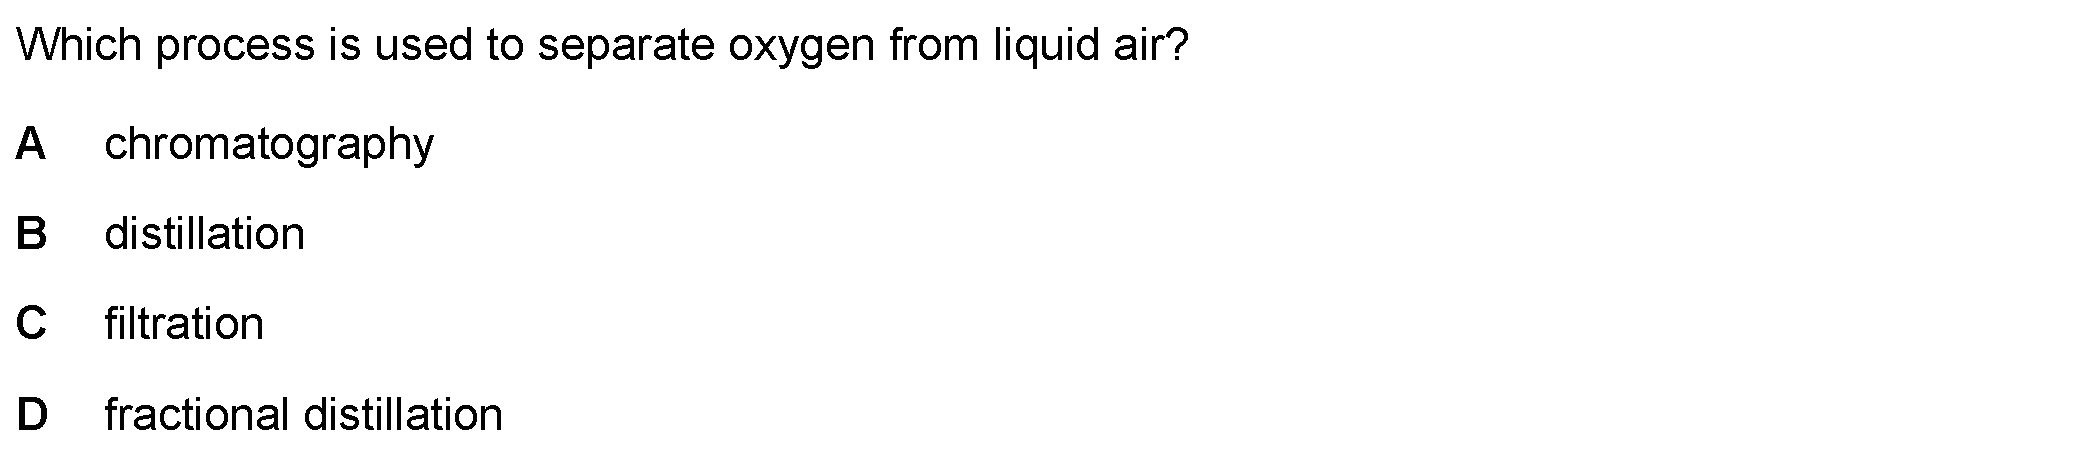 Which process is used to separate oxygen from liquid air?
A chromatography
B distillation
C filtration
D fractional distillation